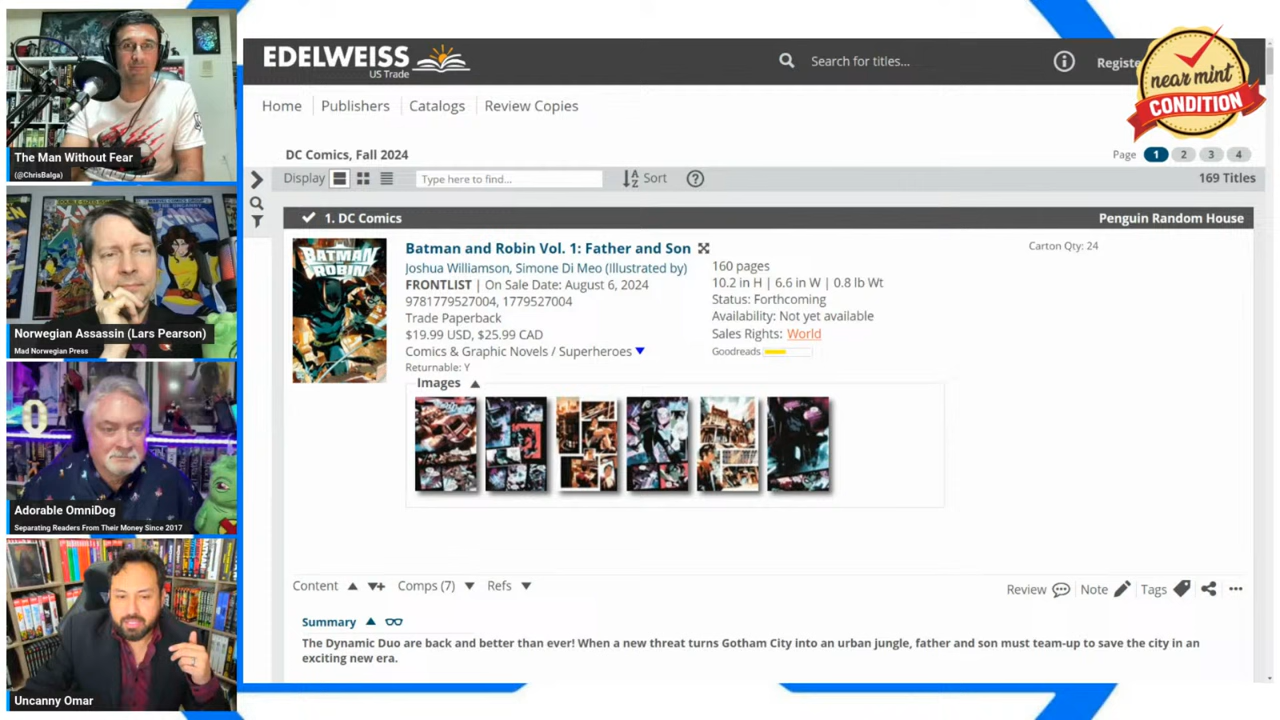 The Man Without Fear
(@ChrisBalga)
Norwegian Assassin (Lars Pearson)
Mad Norwegian Press
Adorable OmniDog
Separating Readers From Their Money Since 2017
Uncanny Omar
EDELWEISS
US Trade
Search for titles...
Registe
near mint
CONDITION
Home
Publishers
Catalogs
Review Copies
DC Comics, Fall 2024
Page 1 2 3 4
Display
Type here to find...
A
Z
Sort
?
169 Titles
1. DC Comics
Penguin Random House
BATMAN
ROBIN
Batman and Robin Vol. 1: Father and Son
Joshua Williamson, Simone Di Meo (Illustrated by)
FRONTLIST | On Sale Date: August 6, 2024
9781779527004, 1779527004
Trade Paperback
$19.99 USD, $25.99 CAD
Comics & Graphic Novels / Superheroes
Returnable: Y
160 pages
10.2 in H | 6.6 in W | 0.8 lb Wt
Status: Forthcoming
Availability: Not yet available
Sales Rights: World
Goodreads
Carton Qty: 24
Images
Content
Comps (7)
Refs
Review
Note
Tags
Summary
The Dynamic Duo are back and better than ever! When a new threat turns Gotham City into an urban jungle, father and son must team-up to save the city in an
exciting new era.